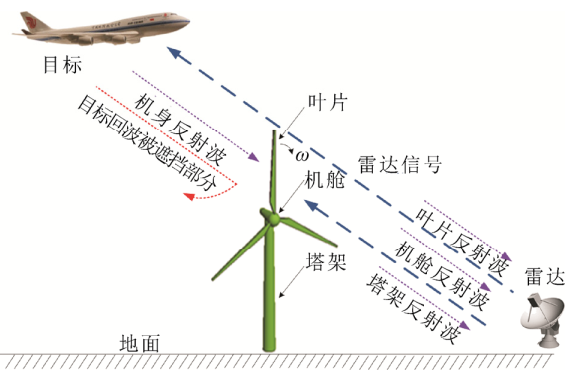 目标
机身反射波
目标回波被遮挡部分
叶片
ω
机舱
雷达信号
叶片反射波
机舱反射波
塔架反射波
雷达
塔架
地面